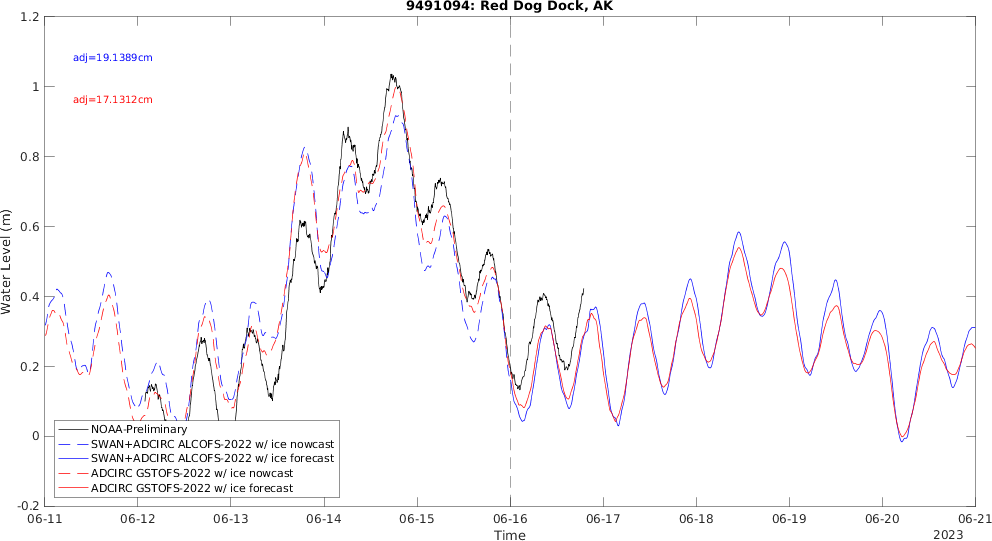 9491094: Red Dog Dock, AK
adj=19.1389cm
adj=17.1312cm
Water Level (m)
1.2
1
0.8
0.6
0.4
0.2
0
-0.2
NOAA-Preliminary
SWAN+ADCIRC ALCOFS-2022 w/ ice nowcast
SWAN+ADCIRC ALCOFS-2022 w/ ice forecast
ADCIRC GSTOFS-2022 w/ ice nowcast
ADCIRC GSTOFS-2022 w/ ice forecast
06-11 06-12 06-13 06-14 06-15 06-16 06-17 06-18 06-19 06-20 06-21
Time
2023